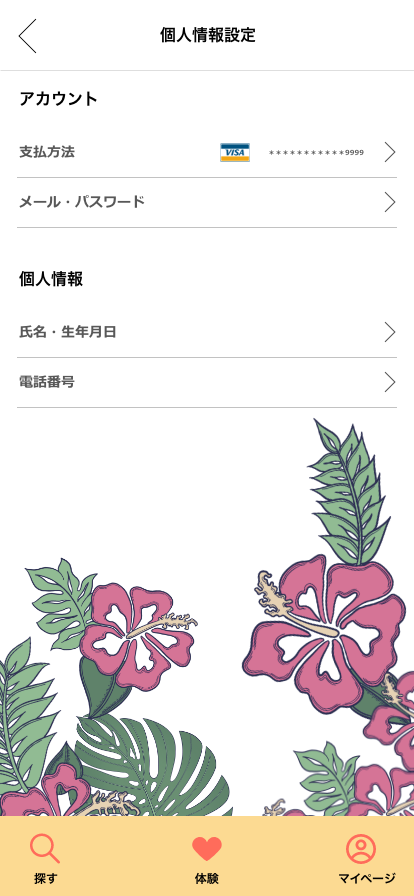 個人情報設定
アカウント
支払方法 VISA ***********9999
メール・パスワード
個人情報
氏名・生年月日
電話番号
探す 体験 マイページ